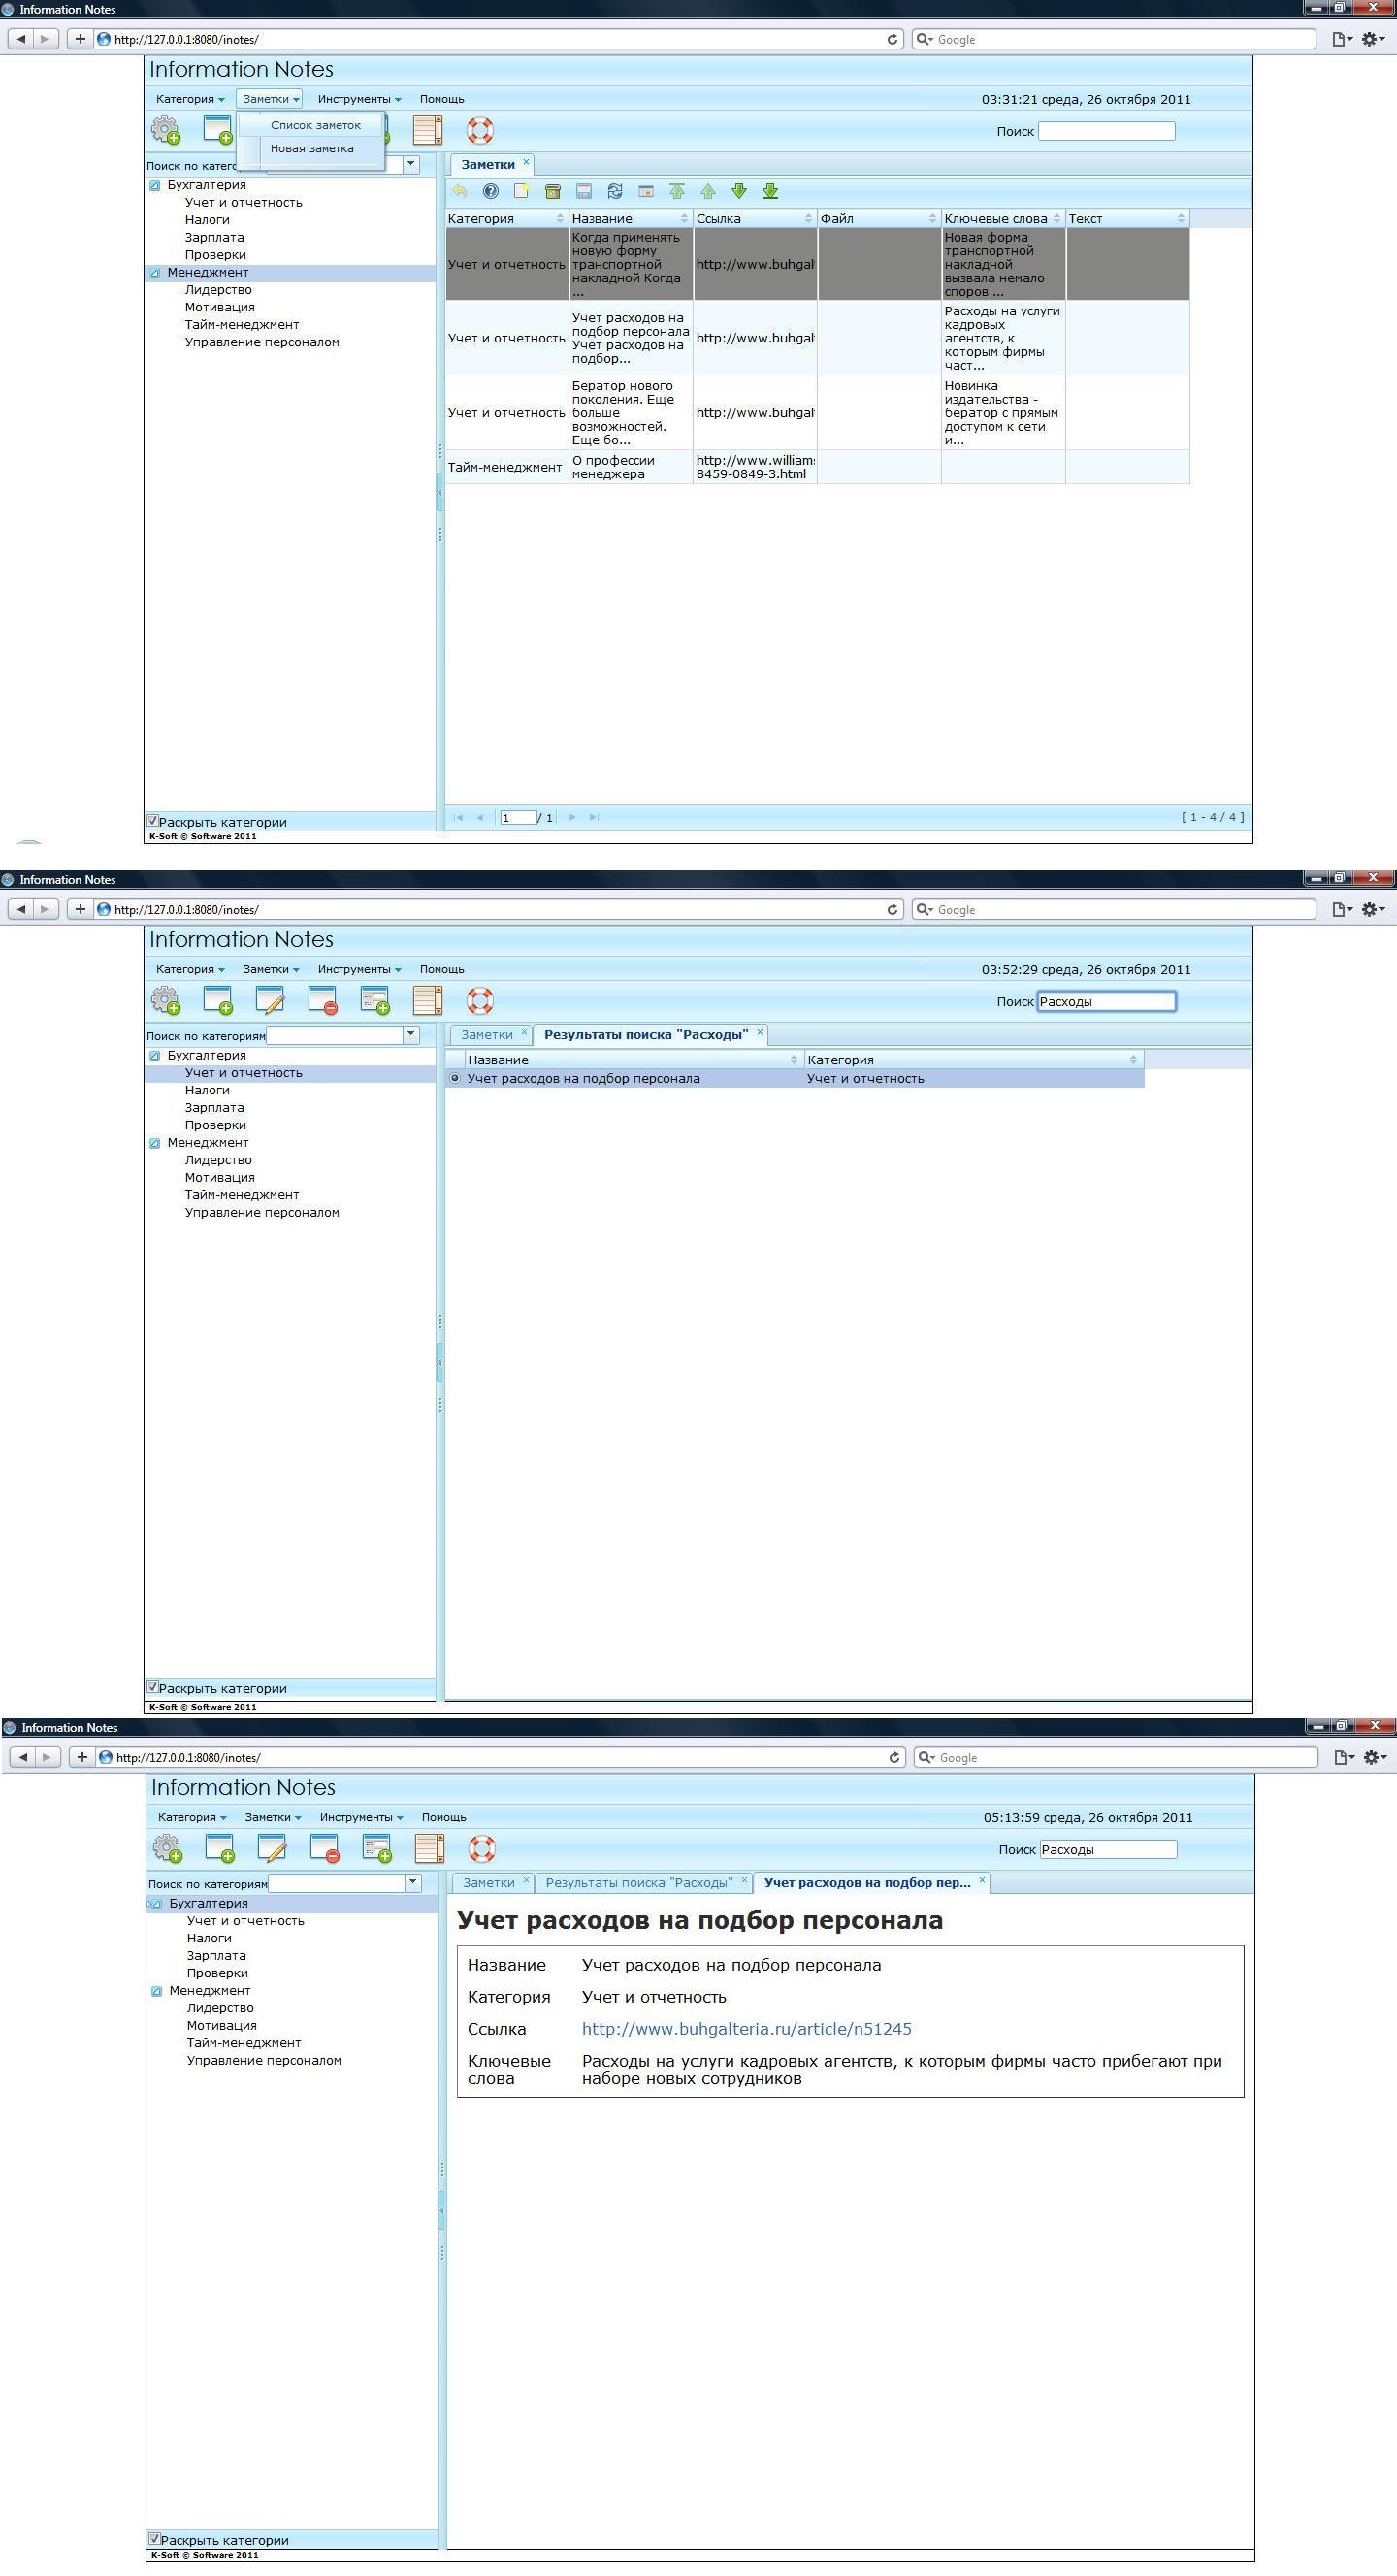 Information Notes
http://127.0.0.1:8080/inotes/
Google
Information Notes
Категория Заметки Инструменты Помощь
03:31:21 среда, 26 октября 2011
Список заметок
Новая заметка
Поиск
Поиск по катего
Бухгалтерия
Учет и отчетность
Налоги
Зарплата
Проверки
Менеджмент
Лидерство
Мотивация
Тайм-менеджмент
Управление персоналом
Заметки
Категория Название Ссылка Файл Ключевые слова Текст
Учет и отчетность
Когда применять
новую форму
транспортной
накладной Когда
...
http://www.buhgal
Новая форма
транспортной
накладной
вызвала немало
споров ...
Учет и отчетность
Учет расходов на
подбор персонала
Учет расходов на
подбор...
http://www.buhgal
Расходы на услуги
кадровых
агентств, к
которым фирмы
част...
Учет и отчетность
Бератор нового
поколения. Еще
больше
возможностей.
Еще бо...
http://www.buhgal
Новинка
издательства -
бератор с прямым
доступом к сети
и...
Тайм-менеджмент
О профессии
менеджера
http://www.williams
8459-0849-3.html
1 / 1
[ 1 - 4 / 4 ]
Раскрыть категории
K-Soft © Software 2011
Information Notes
http://127.0.0.1:8080/inotes/
Google
Information Notes
Категория Заметки Инструменты Помощь
03:52:29 среда, 26 октября 2011
Поиск Расходы
Поиск по категориям
Бухгалтерия
Учет и отчетность
Налоги
Зарплата
Проверки
Менеджмент
Лидерство
Мотивация
Тайм-менеджмент
Управление персоналом
Заметки Результаты поиска "Расходы"
Название Категория
Учет расходов на подбор персонала Учет и отчетность
Раскрыть категории
K-Soft © Software 2011
Information Notes
http://127.0.0.1:8080/inotes/
Google
Information Notes
Категория Заметки Инструменты Помощь
05:13:59 среда, 26 октября 2011
Поиск Расходы
Поиск по категориям
Бухгалтерия
Учет и отчетность
Налоги
Зарплата
Проверки
Менеджмент
Лидерство
Мотивация
Тайм-менеджмент
Управление персоналом
Заметки Результаты поиска "Расходы" Учет расходов на подбор пер...
Учет расходов на подбор персонала
Название Учет расходов на подбор персонала
Категория Учет и отчетность
Ссылка http://www.buhgalteria.ru/article/n51245
Ключевые слова
Расходы на услуги кадровых агентств, к которым фирмы часто прибегают при
наборе новых сотрудников
Раскрыть категории
K-Soft © Software 2011